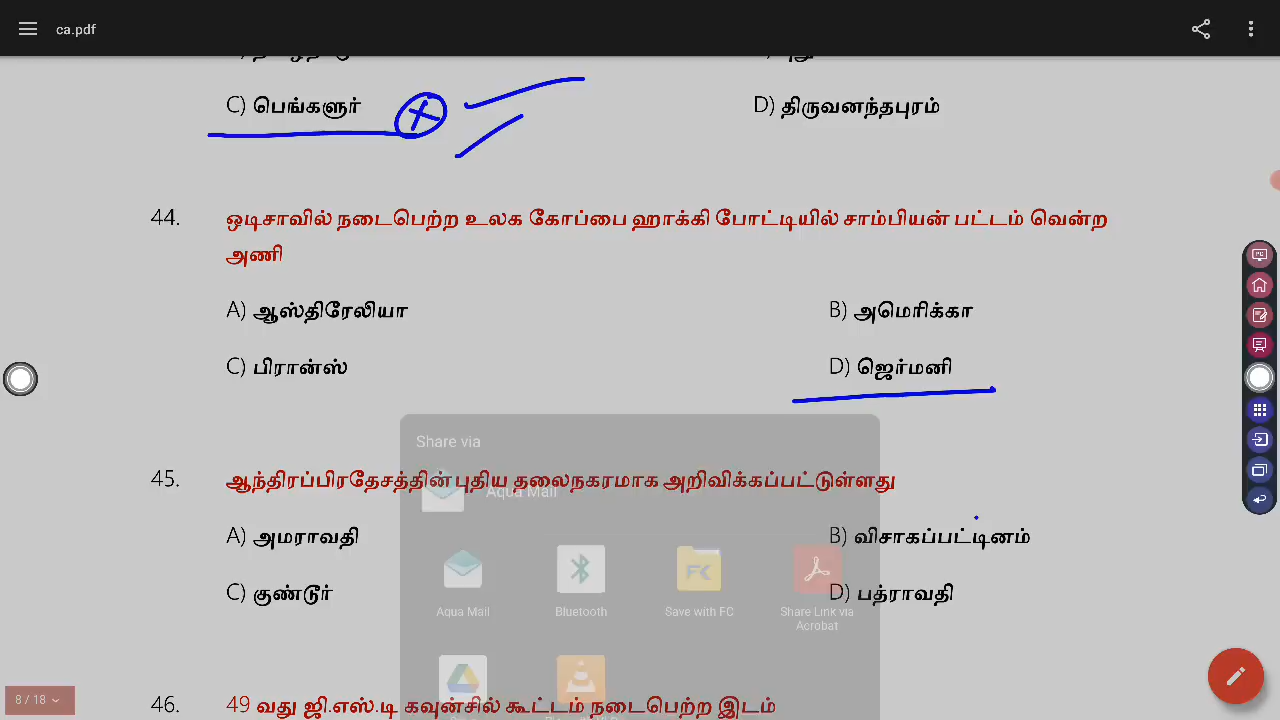 ca.pdf
C) பெங்களூர் D) திருவனந்தபுரம்
44. ஒடிசாவில் நடைபெற்ற உலக கோப்பை ஹாக்கி போட்டியில் சாம்பியன் பட்டம் வென்ற
அணி
A) ஆஸ்திரேலியா B) அமெரிக்கா
C) பிரான்ஸ் D) ஜெர்மனி
Share via
45. ஆந்திரப்பிரதேசத்தின் புதிய தலைநகரமாக அறிவிக்கப்பட்டுள்ளது
Aqua Mail
A) அமராவதி B) விசாகப்பட்டினம்
C) குண்டூர் D) பத்ராவதி
Aqua Mail Bluetooth Save with FC Share Link via
Acrobat
8 / 18
46. 49 வது ஜி.எஸ்.டி கவுன்சில் கூட்டம் நடைபெற்ற இடம்